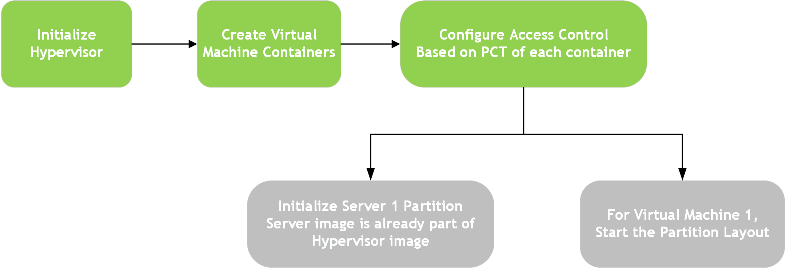 Initialize
Hypervisor
Create Virtual
Machine Containers
Configure Access Control
Based on PCT of each container
Initialize Server 1 Partition
Server image is already part of
Hypervisor image
For Virtual Machine 1,
Start the Partition Layout